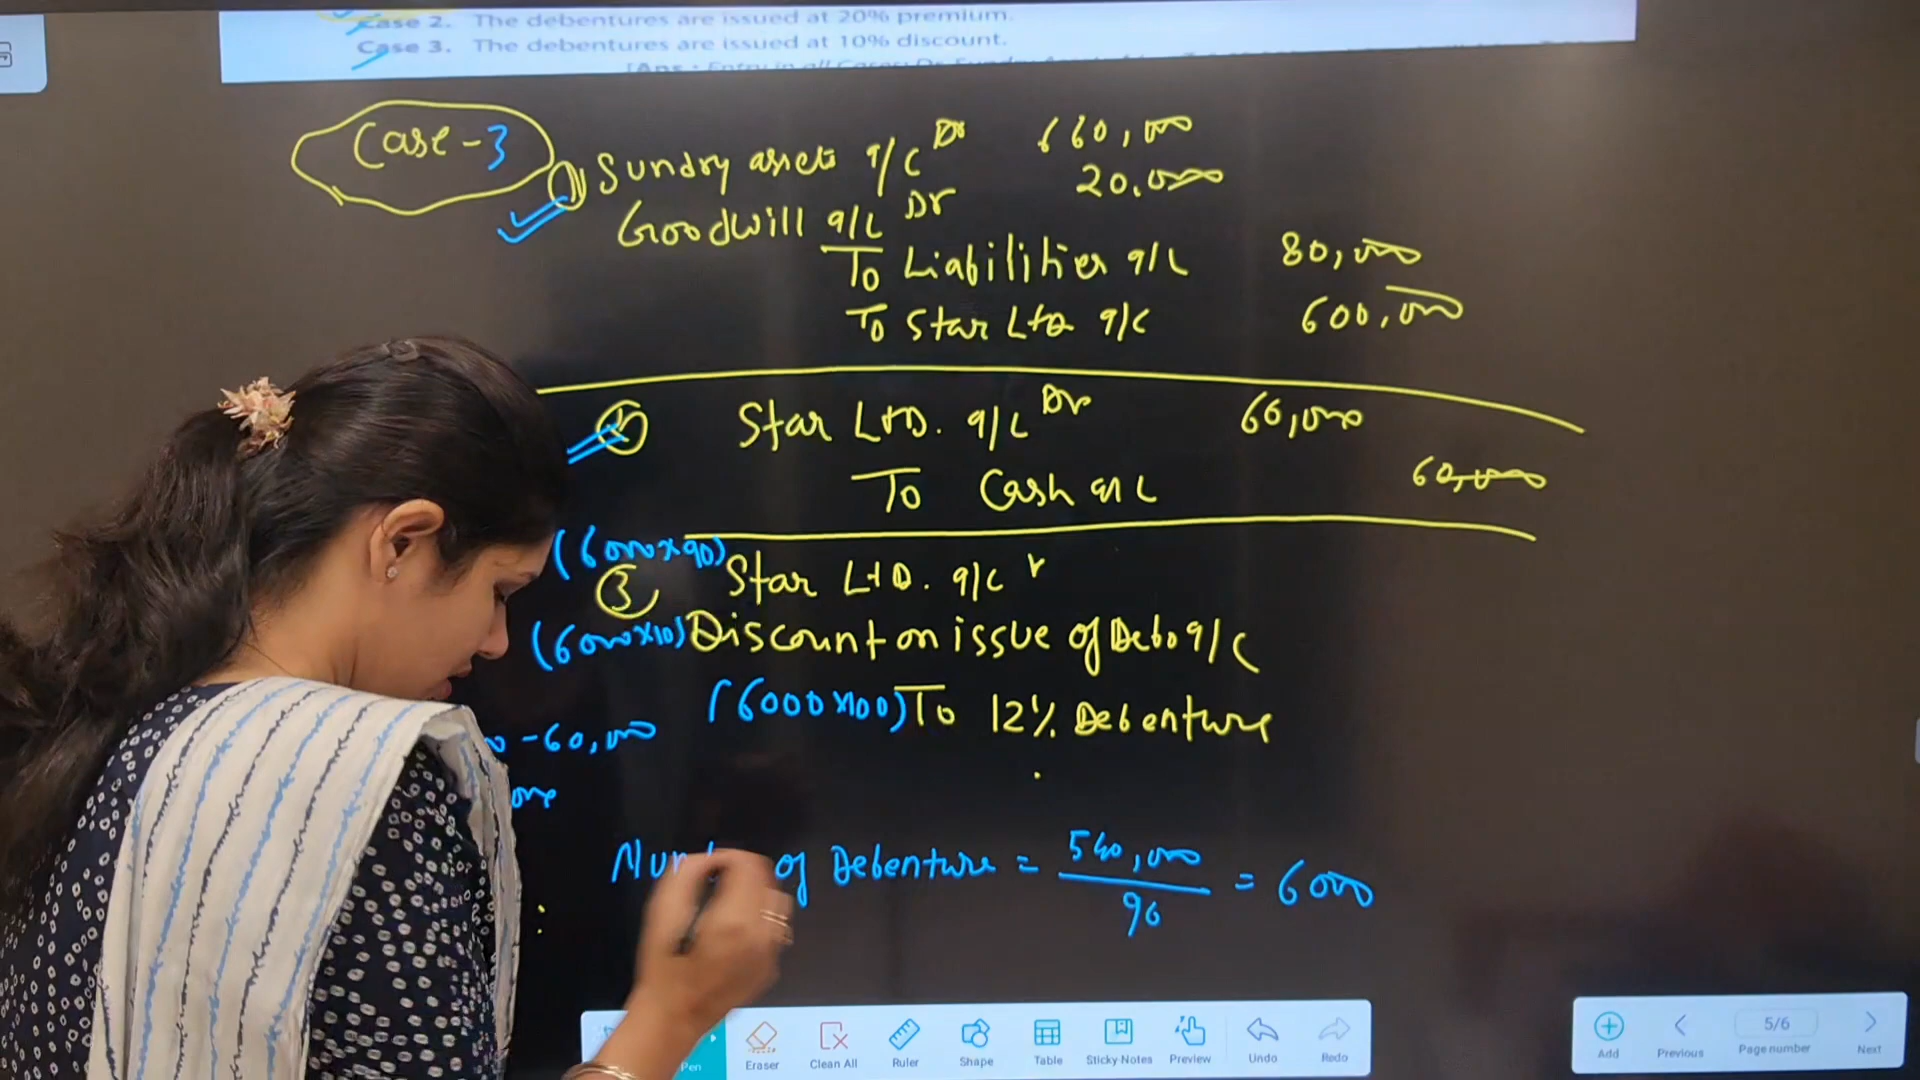 Case 2. The debentures are issued at 20% premium.
Case 3. The debentures are issued at 10% discount.
Case-3
1 Sundry assets a/c Dr 660,000
Goodwill a/c Dr 20,000
To Liabilities a/c 80,000
To Star Ltd a/c 600,000
Star LtD. a/c Dr 60,000
To Cash a/c 60,000
(6000×90)
3 Star LtD. a/c
(6000×10) Discount on issue of Deb a/c
(6000×100) To 12% Debenture
-60,000
of Debenture = 540,000 / 90 = 6000
Pen
Eraser
Clean All
Ruler
Shape
Table
Sticky Notes
Preview
Undo
Redo
Add
Previous
5/6
Page number
Next